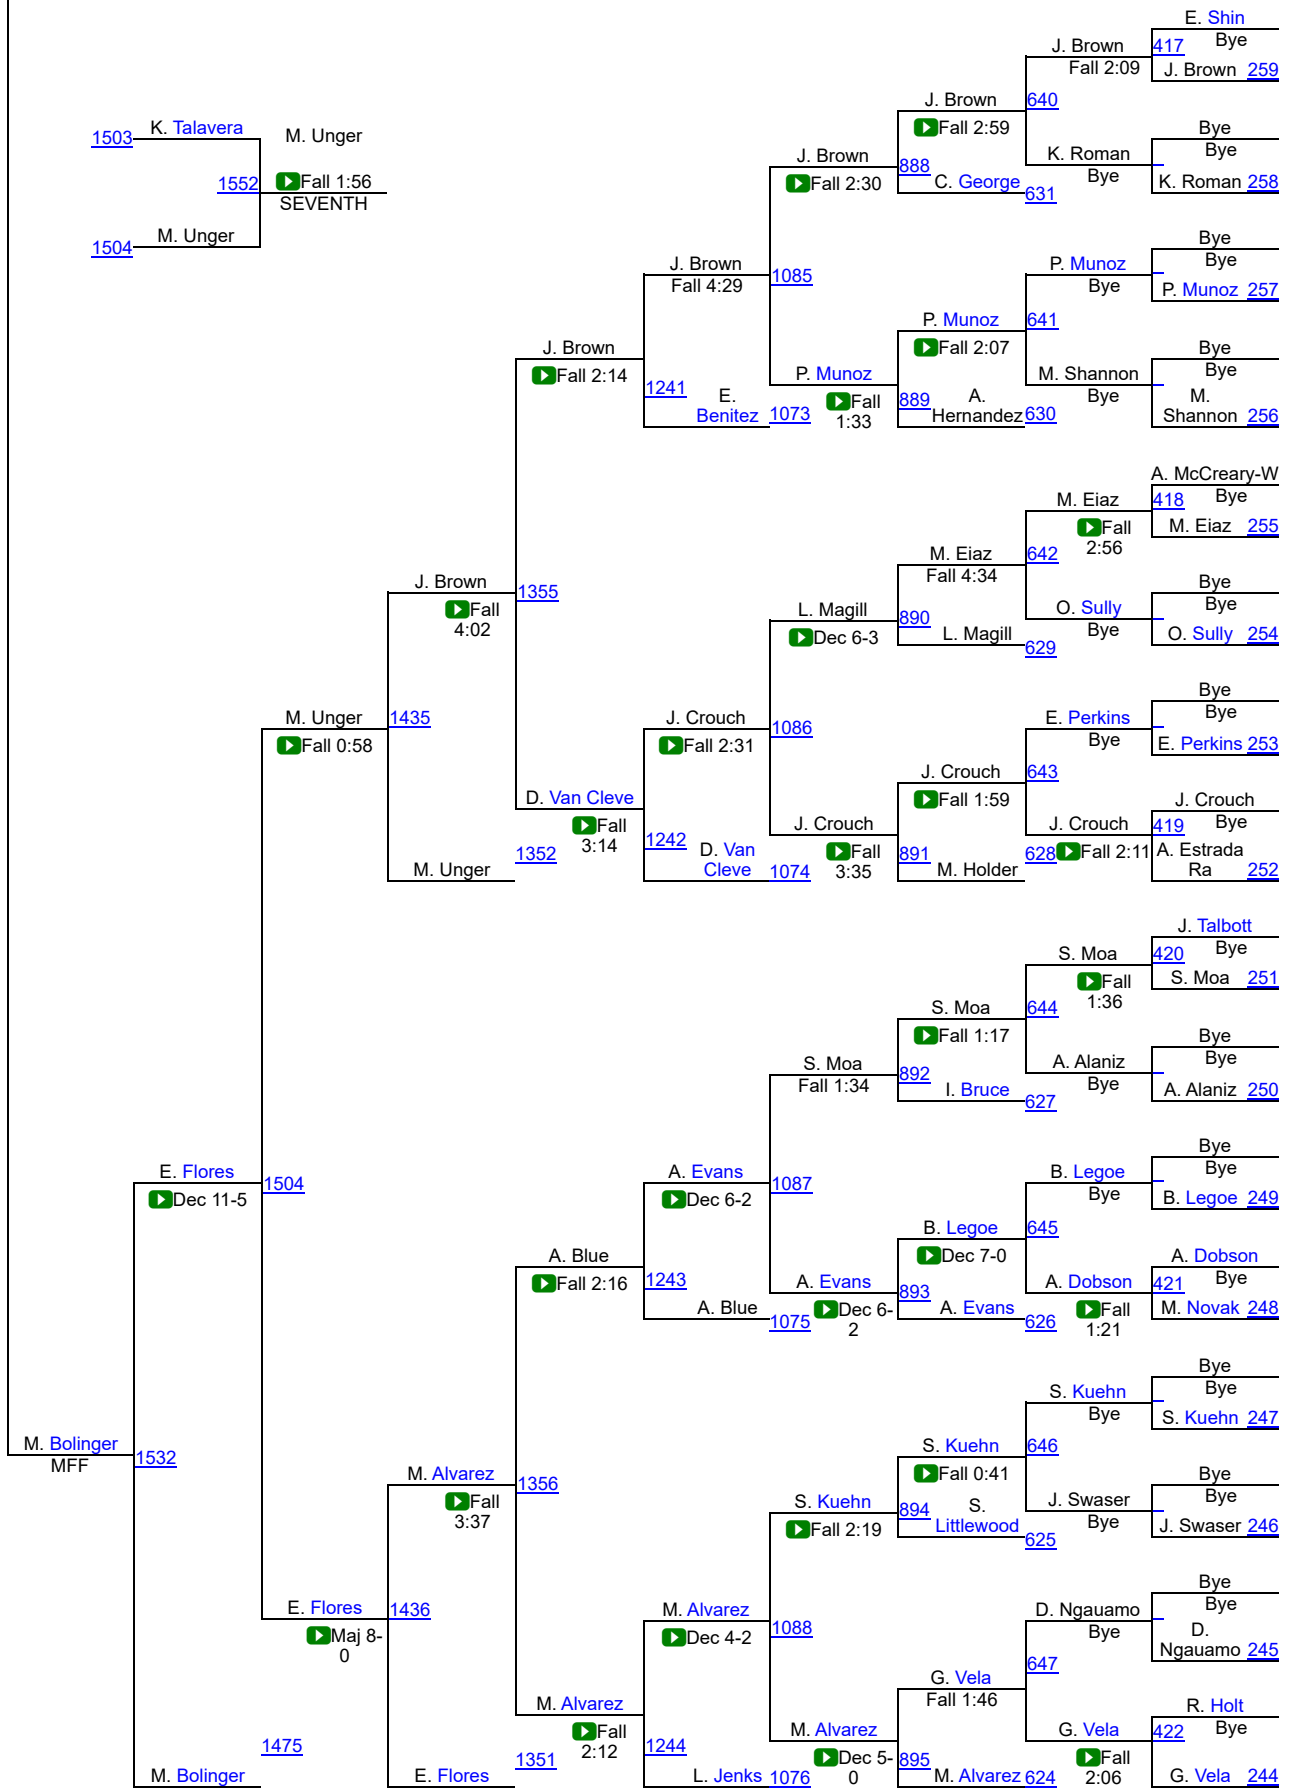 E. Shin
Bye
J. Brown
417
Fall 2:09
J. Brown 259
J. Brown
640
Fall 2:59
Bye
Bye
K. Roman
Bye
K. Roman 258
J. Brown
888
Fall 2:30
C. George
631
K. Talavera
1503
M. Unger
1552
Fall 1:56
SEVENTH
M. Unger
1504
Bye
Bye
P. Munoz
Bye
P. Munoz 257
J. Brown
1085
Fall 4:29
P. Munoz
641
Fall 2:07
Bye
Bye
M. Shannon
Bye
M.
Shannon 256
J. Brown
Fall 2:14
P. Munoz
Fall
1:33
889
A.
Hernandez 630
1241
E.
Benitez 1073
A. McCreary-W
418
Bye
M. Eiaz 255
M. Eiaz
Fall
2:56
M. Eiaz
642
Fall 4:34
Bye
Bye
O. Sully
Bye
O. Sully 254
J. Brown
1355
Fall
4:02
L. Magill
890
Dec 6-3
L. Magill
629
Bye
Bye
E. Perkins
Bye
E. Perkins 253
M. Unger
1435
Fall 0:58
J. Crouch
1086
Fall 2:31
J. Crouch
643
Fall 1:59
J. Crouch
419
Bye
J. Crouch
Fall 2:11
A. Estrada
Ra 252
D. Van Cleve
Fall
3:14
1242
D. Van
Cleve 1074
J. Crouch
Fall
3:35
891
M. Holder
628
1352
M. Unger
J. Talbott
420
Bye
S. Moa 251
S. Moa
Fall
1:36
S. Moa
644
Fall 1:17
Bye
Bye
A. Alaniz
Bye
A. Alaniz 250
S. Moa
892
Fall 1:34
I. Bruce
627
Bye
Bye
B. Legoe
Bye
B. Legoe 249
E. Flores
1504
Dec 11-5
A. Evans
1087
Dec 6-2
B. Legoe
645
Dec 7-0
A. Dobson
421
Bye
M. Novak 248
A. Dobson
Fall
1:21
A. Blue
1243
Fall 2:16
A. Blue
1075
A. Evans
Dec 6-
2
893
A. Evans
626
Bye
Bye
S. Kuehn
Bye
S. Kuehn 247
M. Bolinger
1532
MFF
M. Alvarez
1356
Fall
3:37
S. Kuehn
646
Fall 0:41
Bye
Bye
J. Swaser
Bye
J. Swaser 246
S. Kuehn
894
Fall 2:19
S.
Littlewood
625
Bye
Bye
D. Ngauamo
Bye
D.
Ngauamo 245
E. Flores
1436
Maj 8-
0
M. Alvarez
1088
Dec 4-2
G. Vela
647
Fall 1:46
R. Holt
422
Bye
G. Vela 244
G. Vela
Fall
2:06
M. Alvarez
Fall
2:12
1244
L. Jenks 1076
M. Alvarez
Dec 5-
0
895
M. Alvarez 624
1475
M. Bolinger
1351
E. Flores